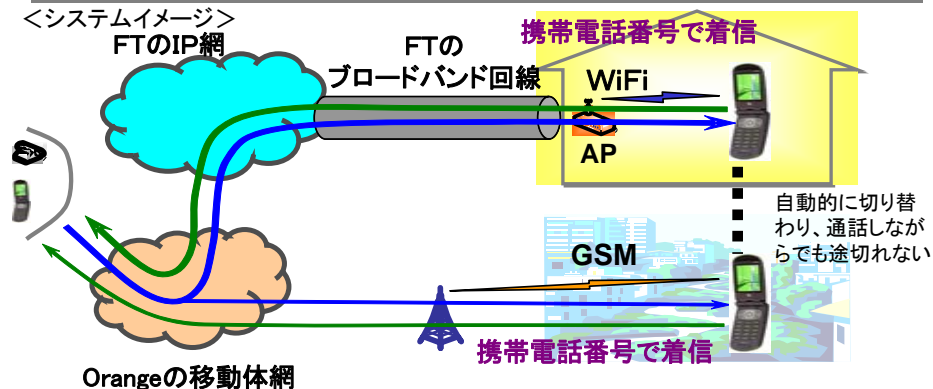 ＜システムイメージ＞
FTのIP網
FTの
ブロードバンド回線
携帯電話番号で着信
WiFi
AP
自動的に切り替
わり、通話しなが
らでも途切れない
GSM
携帯電話番号で着信
Orangeの移動体網